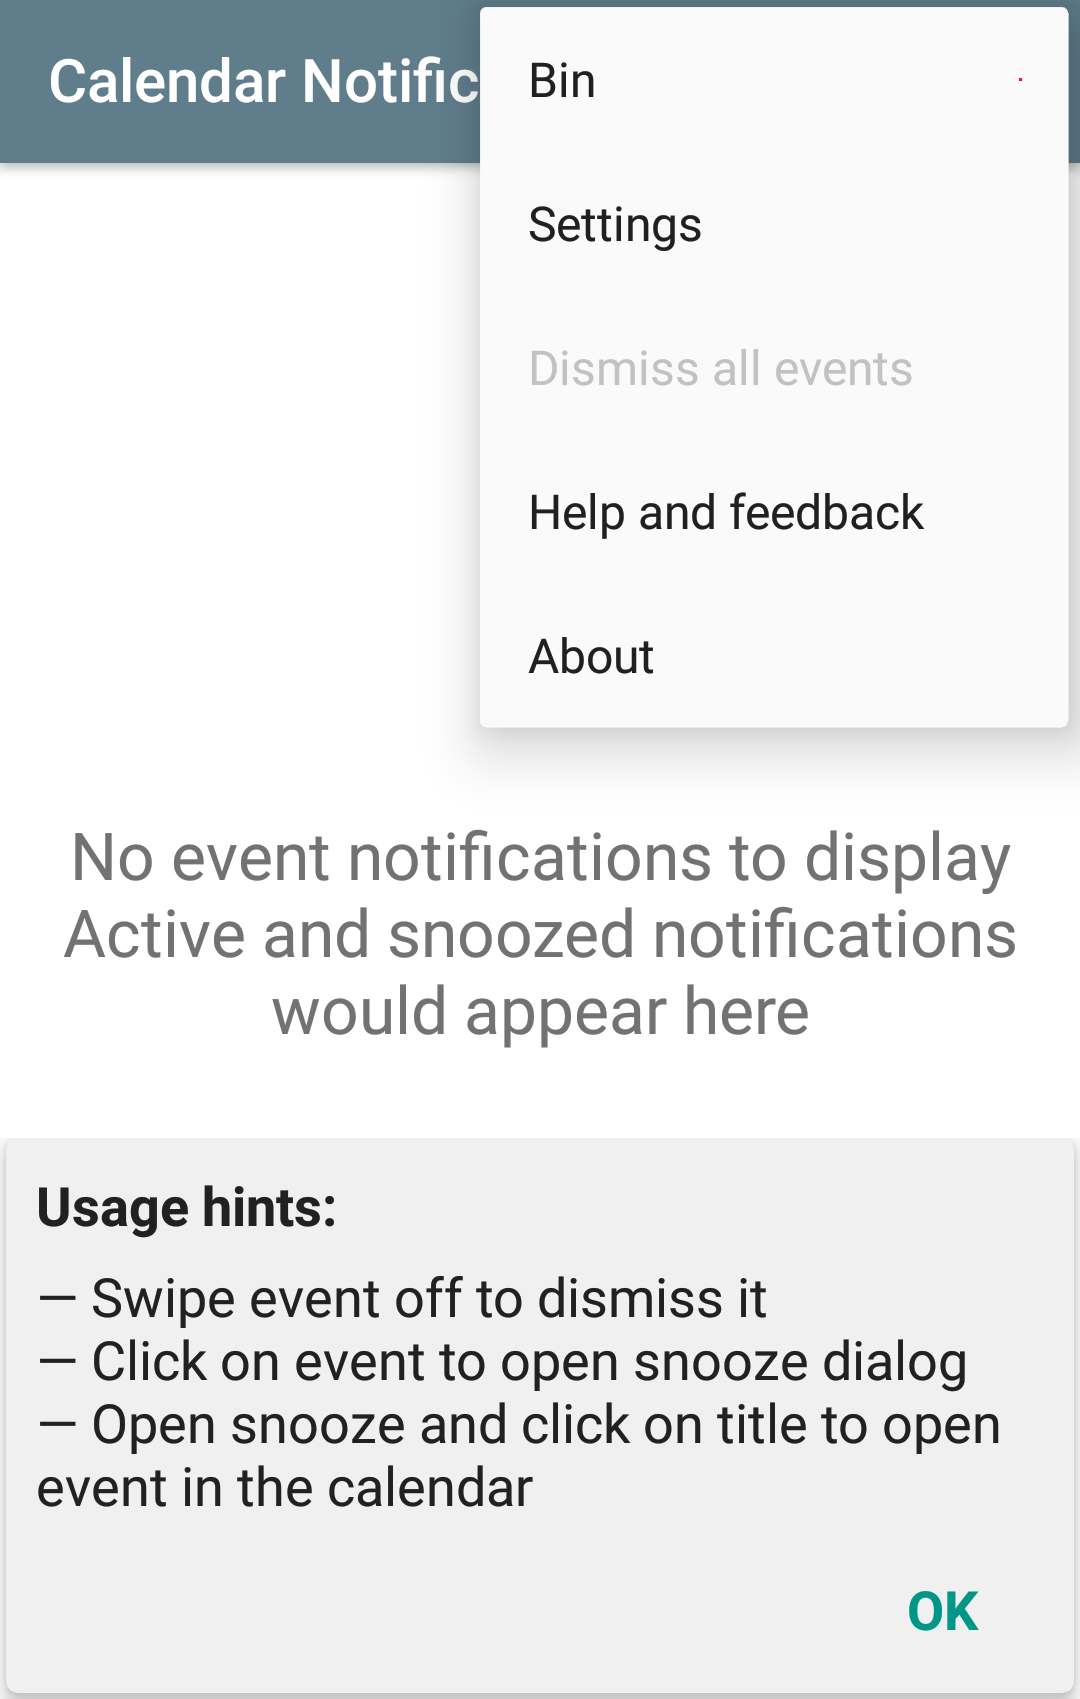 Calendar Notific
Bin
Settings
Dismiss all events
Help and feedback
About
No event notifications to display
Active and snoozed notifications
would appear here
Usage hints:
— Swipe event off to dismiss it
— Click on event to open snooze dialog
— Open snooze and click on title to open
event in the calendar
OK